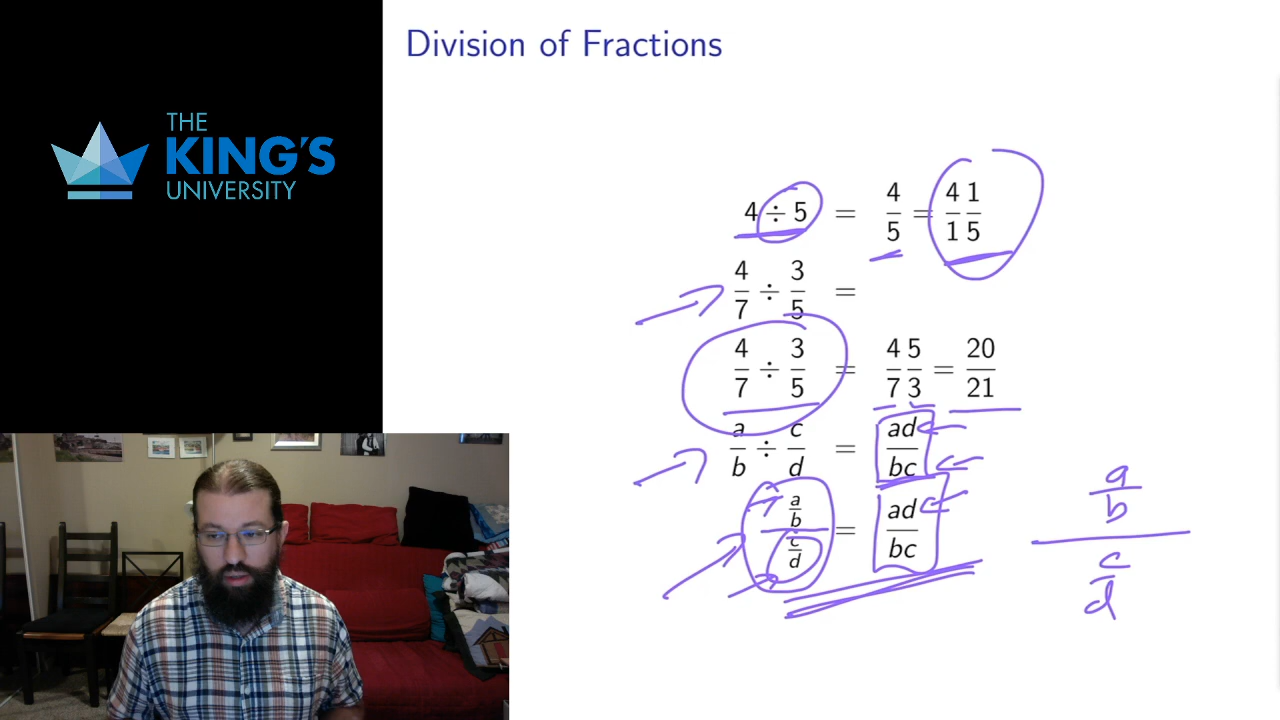 THE
KING'S
UNIVERSITY
Division of Fractions
4 ÷ 5 = 4/5 = 4/1 1/5
4/7 ÷ 3/5 =
4/7 ÷ 3/5 = 4/7 5/3 = 20/21
a/b ÷ c/d = ad/bc
a/b / c/d = ad/bc
a/b
c/d